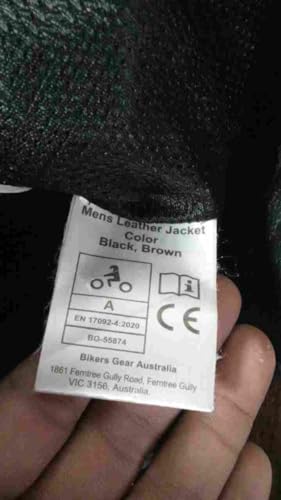 Mens Leather Jacket
Color
Black, Brown
A
EN 17092-4:2020
BG-55874
i
CE
Bikers Gear Australia
1861 Ferntree Gully Road, Ferntree Gully
VIC 3156, Australia.